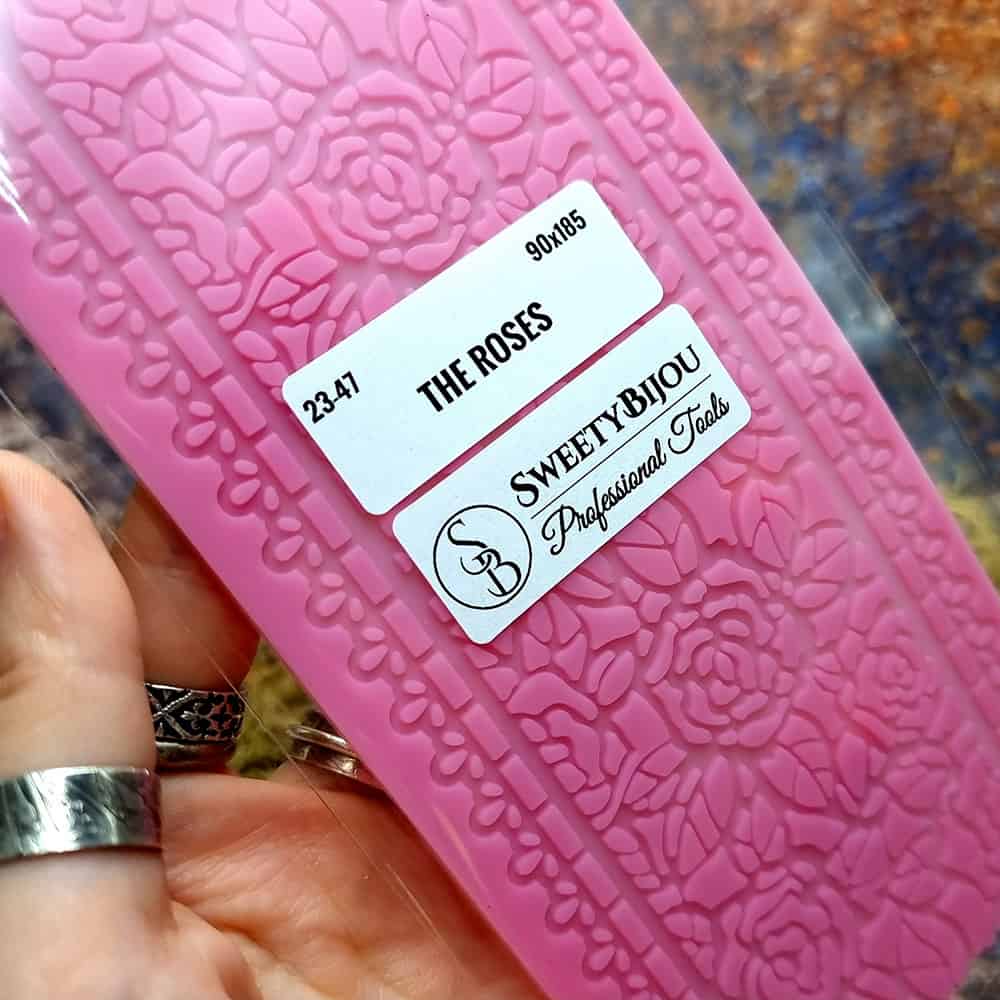 90x185
THE ROSES
23-47
SWEETYBIJOU
Professional Tools
SB